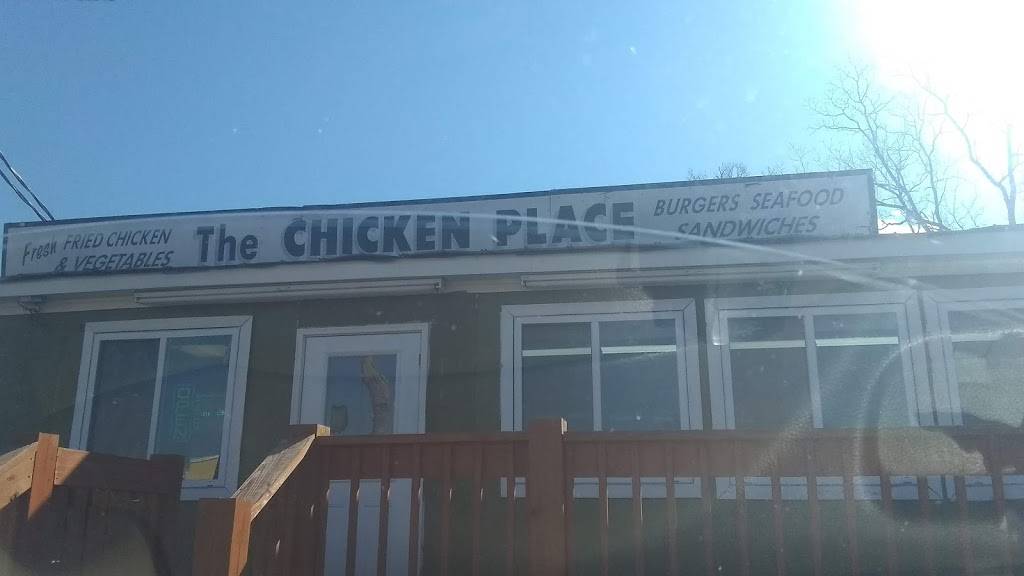 Fresh FRIED CHICKEN
& VEGETABLES
The CHICKEN PLACE
BURGERS SEAFOOD
SANDWICHES